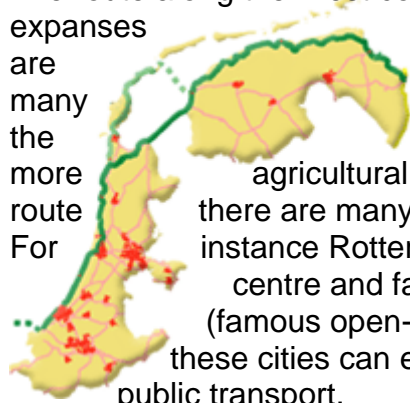 expanses
are
many
the
more agricultural
route there are many
For instance Rotter
centre and fa
(famous open-
these cities can e
public transport.